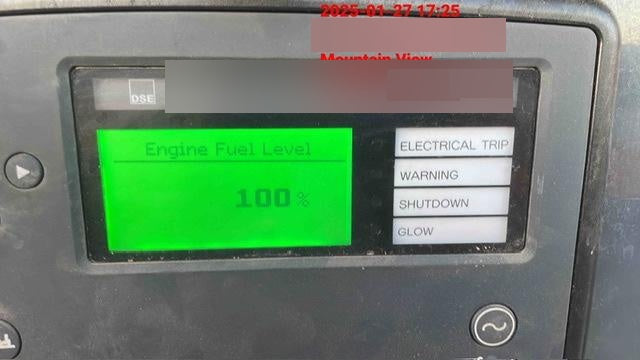 2025-01-27 17:25
Mountain View
DSE
Engine Fuel Level
100 %
ELECTRICAL TRIP
WARNING
SHUTDOWN
GLOW